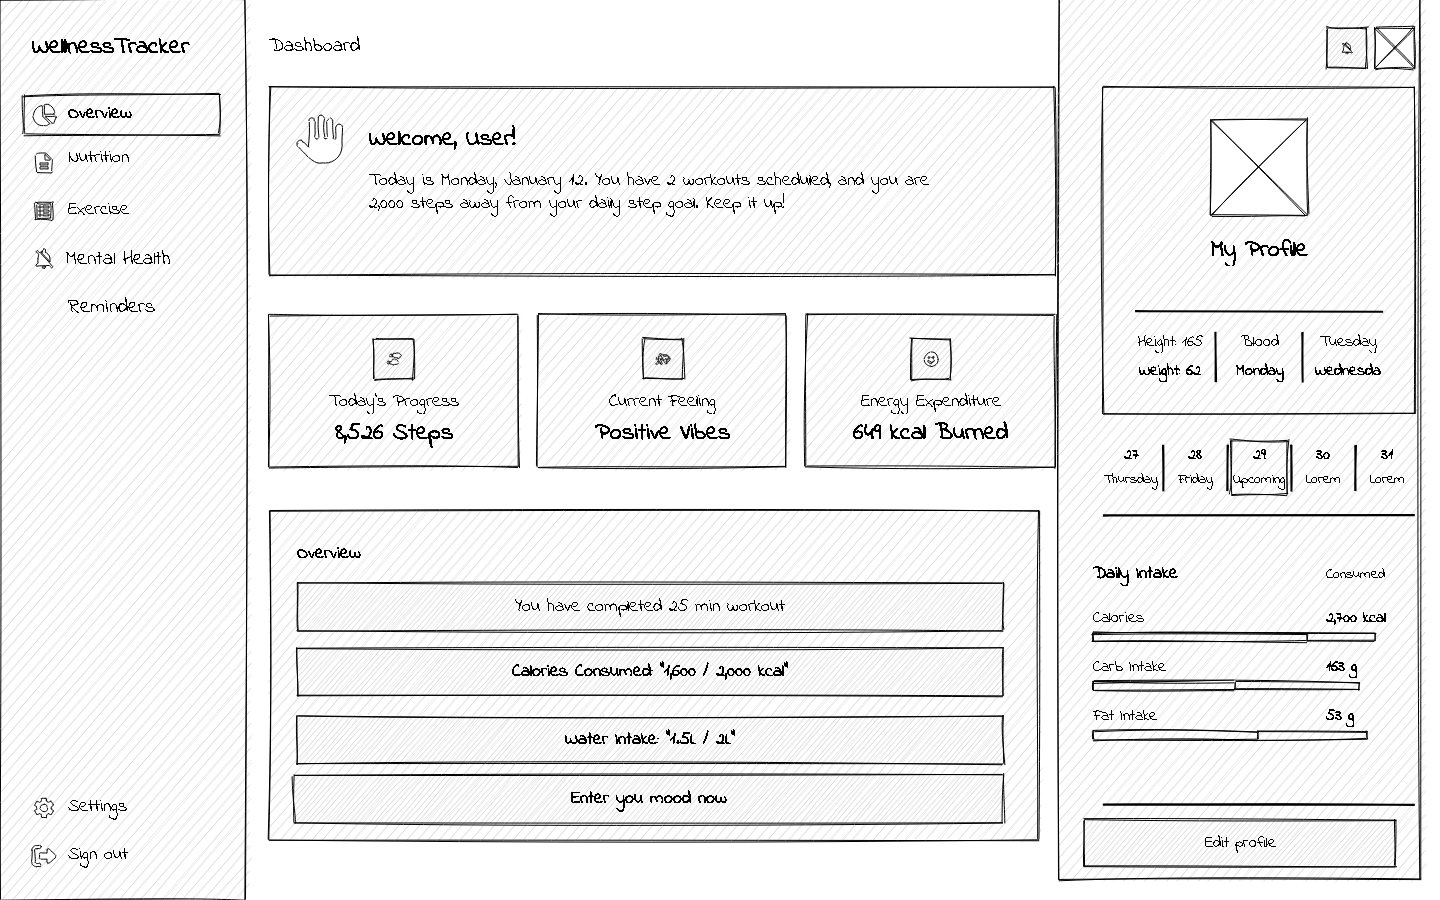 WellnessTracker
Overview
Nutrition
Exercise
Mental Health
Reminders
Settings
Sign out
Dashboard
Welcome, User!
Today is Monday, January 12. You have 2 workouts scheduled, and you are
2,000 steps away from your daily step goal. Keep it up!
Today's Progress
8,526 Steps
Current Feeling
Positive Vibes
Energy Expenditure
649 kcal Burned
Overview
You have completed 25 min workout
Calories Consumed: "1,600 / 2,000 kcal"
Water Intake: "1.5L / 2L"
Enter you mood now
My Profile
Height 165 Blood Tuesday
Weight 62 Monday Wednesda
27 28 29 30 31
Thursday Friday Upcoming Lorem Lorem
Daily Intake Consumed
Calories 2,700 kcal
Carb Intake 163 g
Fat Intake 53 g
Edit profile